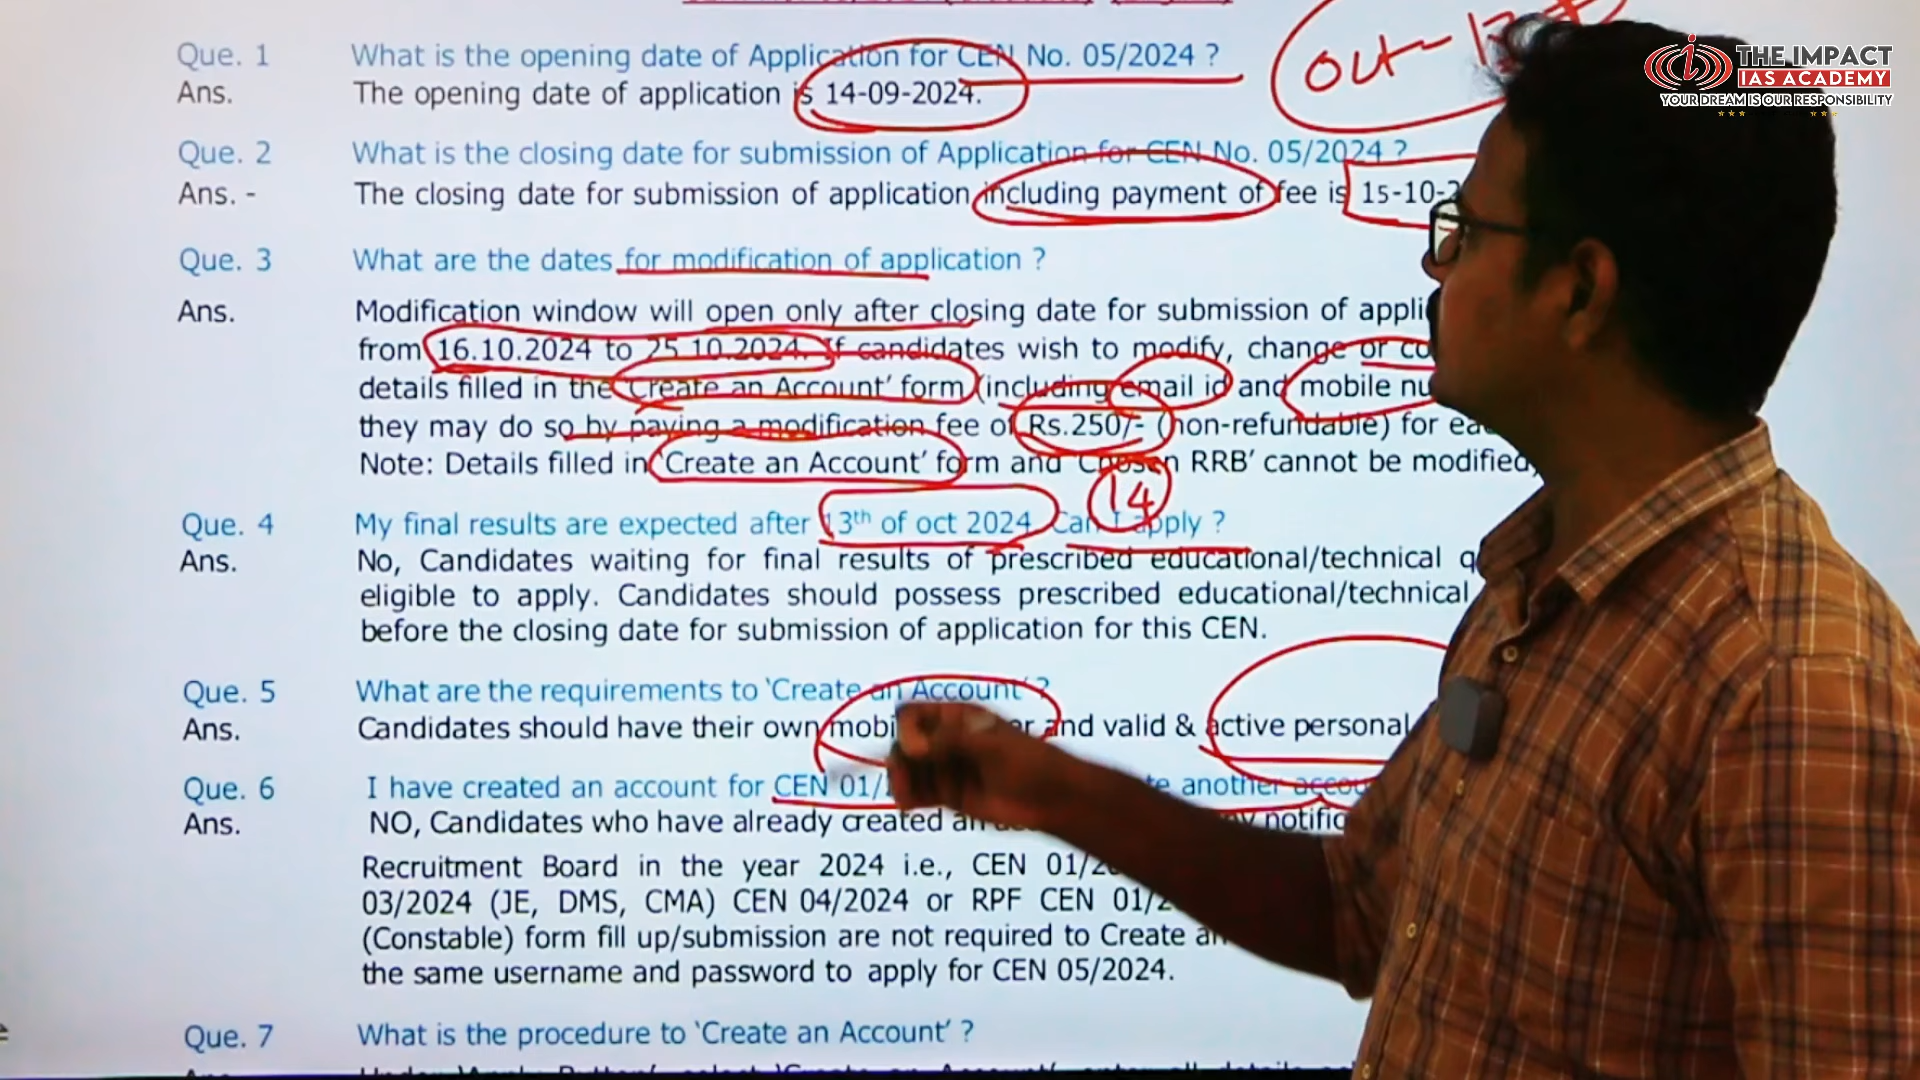 out
THE IMPACT
IAS ACADEMY
YOUR DREAM IS OUR RESPONSIBILITY
Que. 1 What is the opening date of Application for CEN No. 05/2024 ?
Ans. The opening date of application is 14-09-2024.
Que. 2 What is the closing date for submission of Application for CEN No. 05/2024 ?
Ans. - The closing date for submission of application including payment of fee is 15-10-
Que. 3 What are the dates for modification of application ?
Ans. Modification window will open only after closing date for submission of
from 16.10.2024 to 25.10.2024. If candidates wish to modify, change or
details filled in the 'Create an Account' form (including email id and mobile
they may do so by paying a modification fee of Rs.250/- (non-refundable) for
Note: Details filled in 'Create an Account' form and 'Chosen RRB' cannot be modified
14
Que. 4 My final results are expected after 13th of oct 2024 Can I apply ?
Ans. No, Candidates waiting for final results of prescribed educational/technical
eligible to apply. Candidates should possess prescribed educational/technical
before the closing date for submission of application for this CEN.
Que. 5 What are the requirements to 'Create an Account' ?
Ans. Candidates should have their own and valid & active personal
Que. 6 I have created an account for CEN 01/ another
Ans. NO, Candidates who have already created
Recruitment Board in the year 2024 i.e., CEN
03/2024 (JE, DMS, CMA) CEN 04/2024 or RPF CEN
(Constable) form fill up/submission are not required to Create
the same username and password to apply for CEN 05/2024.
Que. 7 What is the procedure to 'Create an Account' ?